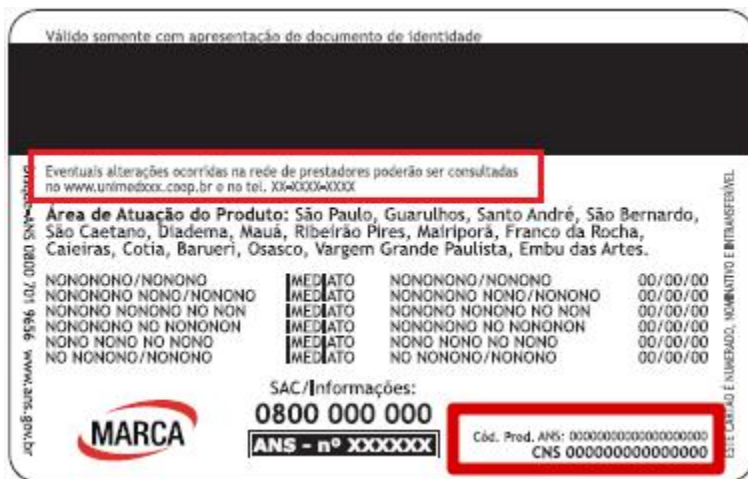 Válido somente com apresentação do documento de identidade
Eventuais alterações ocorridas na rede de prestadores poderão ser consultadas
no www.unimedxxx.coop.br e no tel. XX-XXXX-XXXX
Área de Atuação do Produto: São Paulo, Guarulhos, Santo André, São Bernardo,
São Caetano, Diadema, Mauá, Ribeirão Pires, Mairiporã, Franco da Rocha,
Caieiras, Cotia, Barueri, Osasco, Vargem Grande Paulista, Embu das Artes.
NONONONO/NONONO IMEDIATO NONONONO/NONONO 00/00/00
NONONONO NONO/NONONO IMEDIATO NONONONO NONO/NONONO 00/00/00
NONONO NONONO NO NON IMEDIATO NONONO NONONO NO NON 00/00/00
NONONONO NO NONONON IMEDIATO NONONONO NO NONONON 00/00/00
NONO NONO NO NONO IMEDIATO NONO NONO NO NONO 00/00/00
NO NONONO/NONONO IMEDIATO NO NONONO/NONONO 00/00/00
SAC/Informações:
0800 000 000
ANS - nº XXXXXX
MARCA
Cód. Prod. ANS: 00000000000000000000
CNS 000000000000000
ANS 0800 701 9656 www.ans.gov.br
ESTE CARTÃO É NUMERADO, NOMINATIVO E INTRANSFERÍVEL